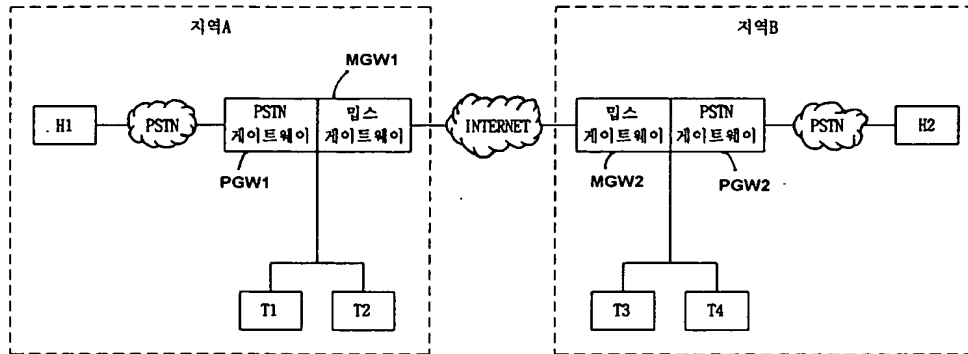 지역A
지역B
MGW1
H1
PSTN
PSTN
게이트웨이
밉스
게이트웨이
INTERNET
밉스
게이트웨이
PSTN
게이트웨이
PSTN
H2
PGW1
MGW2
PGW2
T1
T2
T3
T4